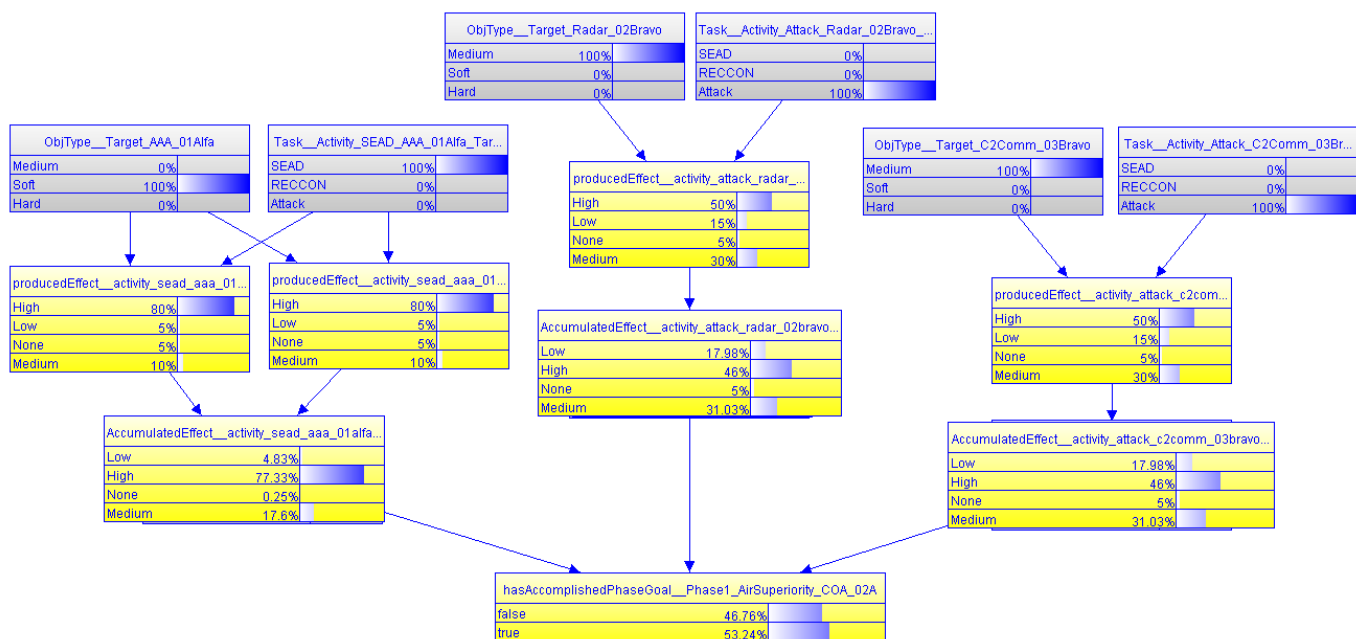 ObjType__Target_Radar_02Bravo
Medium 100%
Soft 0%
Hard 0%
Task__Activity_Attack_Radar_02Bravo_...
SEAD 0%
RECCON 0%
Attack 100%
ObjType__Target_AAA_01Alfa
Medium 0%
Soft 100%
Hard 0%
Task__Activity_SEAD_AAA_01Alfa_Tar...
SEAD 100%
RECCON 0%
Attack 0%
ObjType__Target_C2Comm_03Bravo
Medium 100%
Soft 0%
Hard 0%
Task__Activity_Attack_C2Comm_03Br...
SEAD 0%
RECCON 0%
Attack 100%
producedEffect__activity_attack_radar_...
High 50%
Low 15%
None 5%
Medium 30%
producedEffect__activity_sead_aaa_01...
High 80%
Low 5%
None 5%
Medium 10%
producedEffect__activity_sead_aaa_01...
High 80%
Low 5%
None 5%
Medium 10%
producedEffect__activity_attack_c2com...
High 50%
Low 15%
None 5%
Medium 30%
AccumulatedEffect__activity_attack_radar_02bravo...
Low 17.98%
High 46%
None 5%
Medium 31.03%
AccumulatedEffect__activity_sead_aaa_01alfa...
Low 4.83%
High 77.33%
None 0.25%
Medium 17.6%
AccumulatedEffect__activity_attack_c2comm_03bravo...
Low 17.98%
High 46%
None 5%
Medium 31.03%
hasAccomplishedPhaseGoal__Phase1_AirSuperiority_COA_02A
false 46.76%
true 53.24%